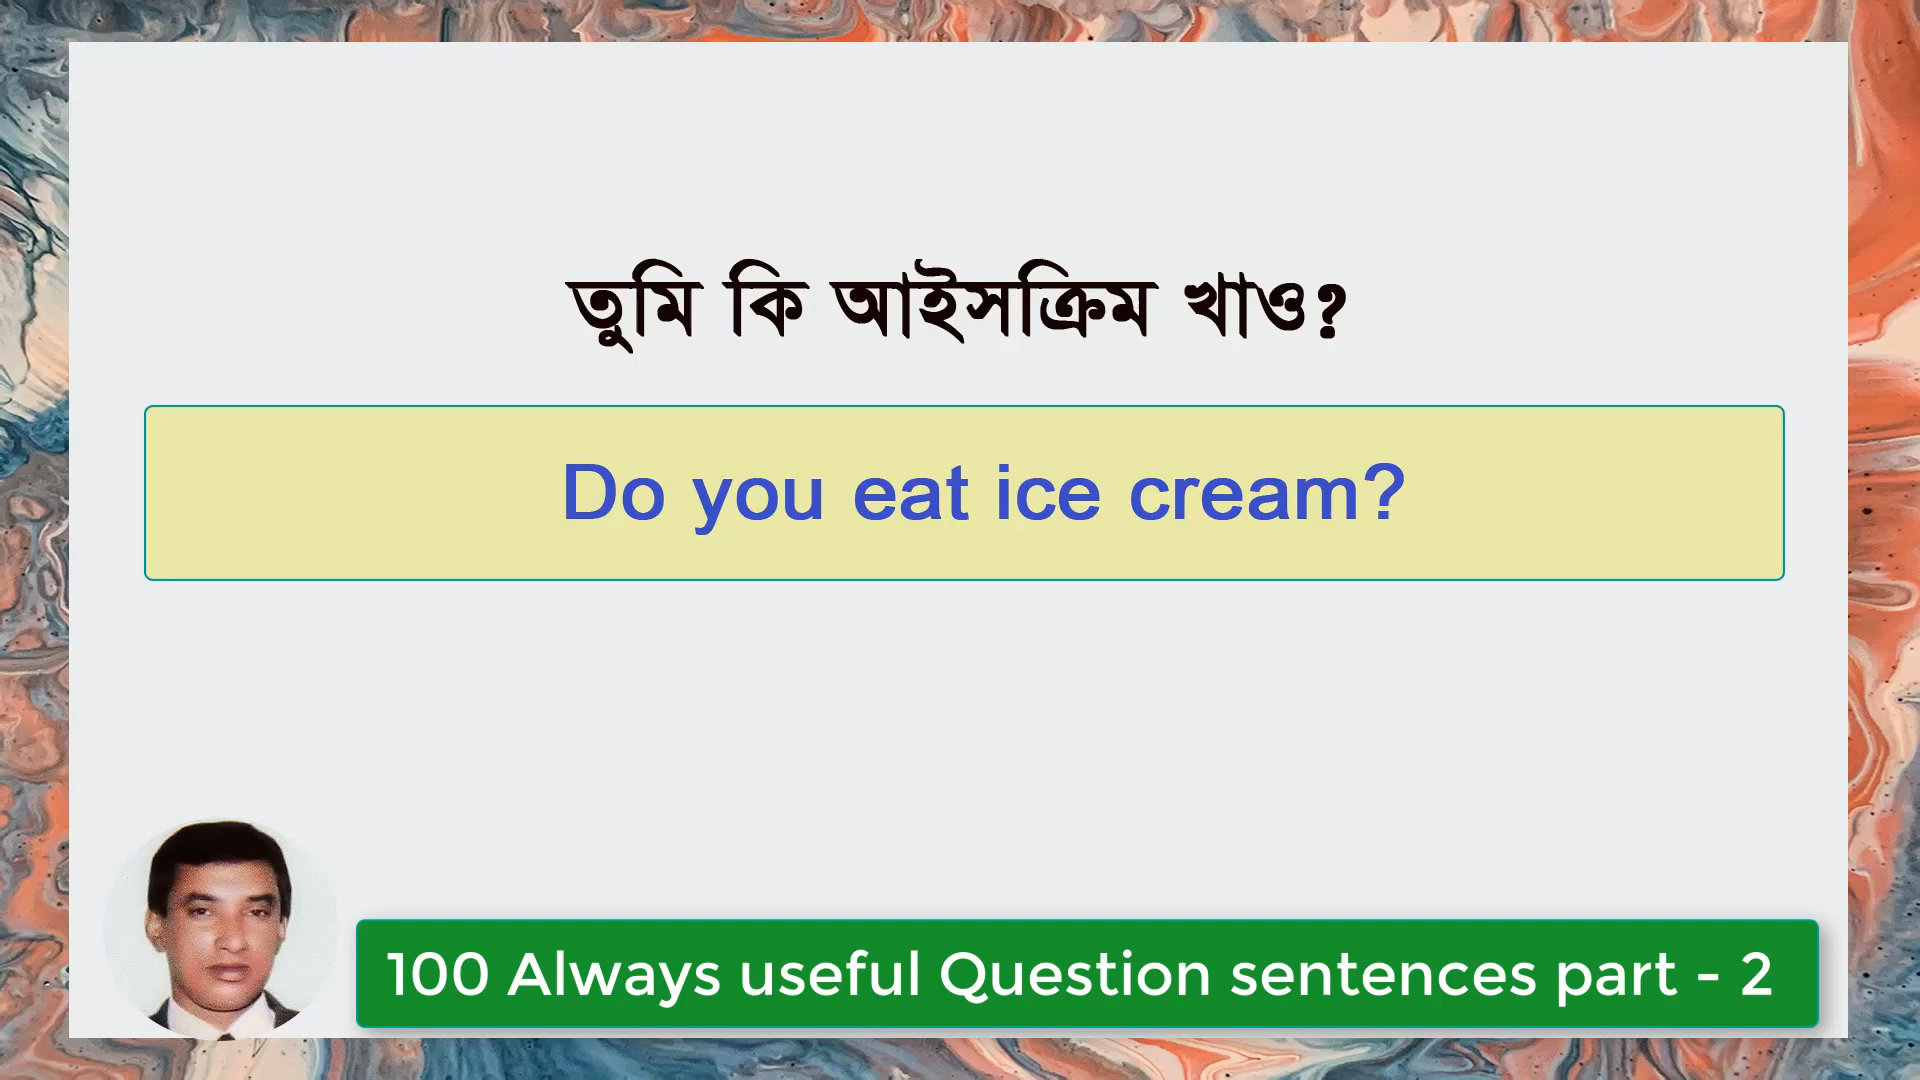 তুমি কি আইসক্রিম খাও?
Do you eat ice cream?
100 Always useful Question sentences part - 2